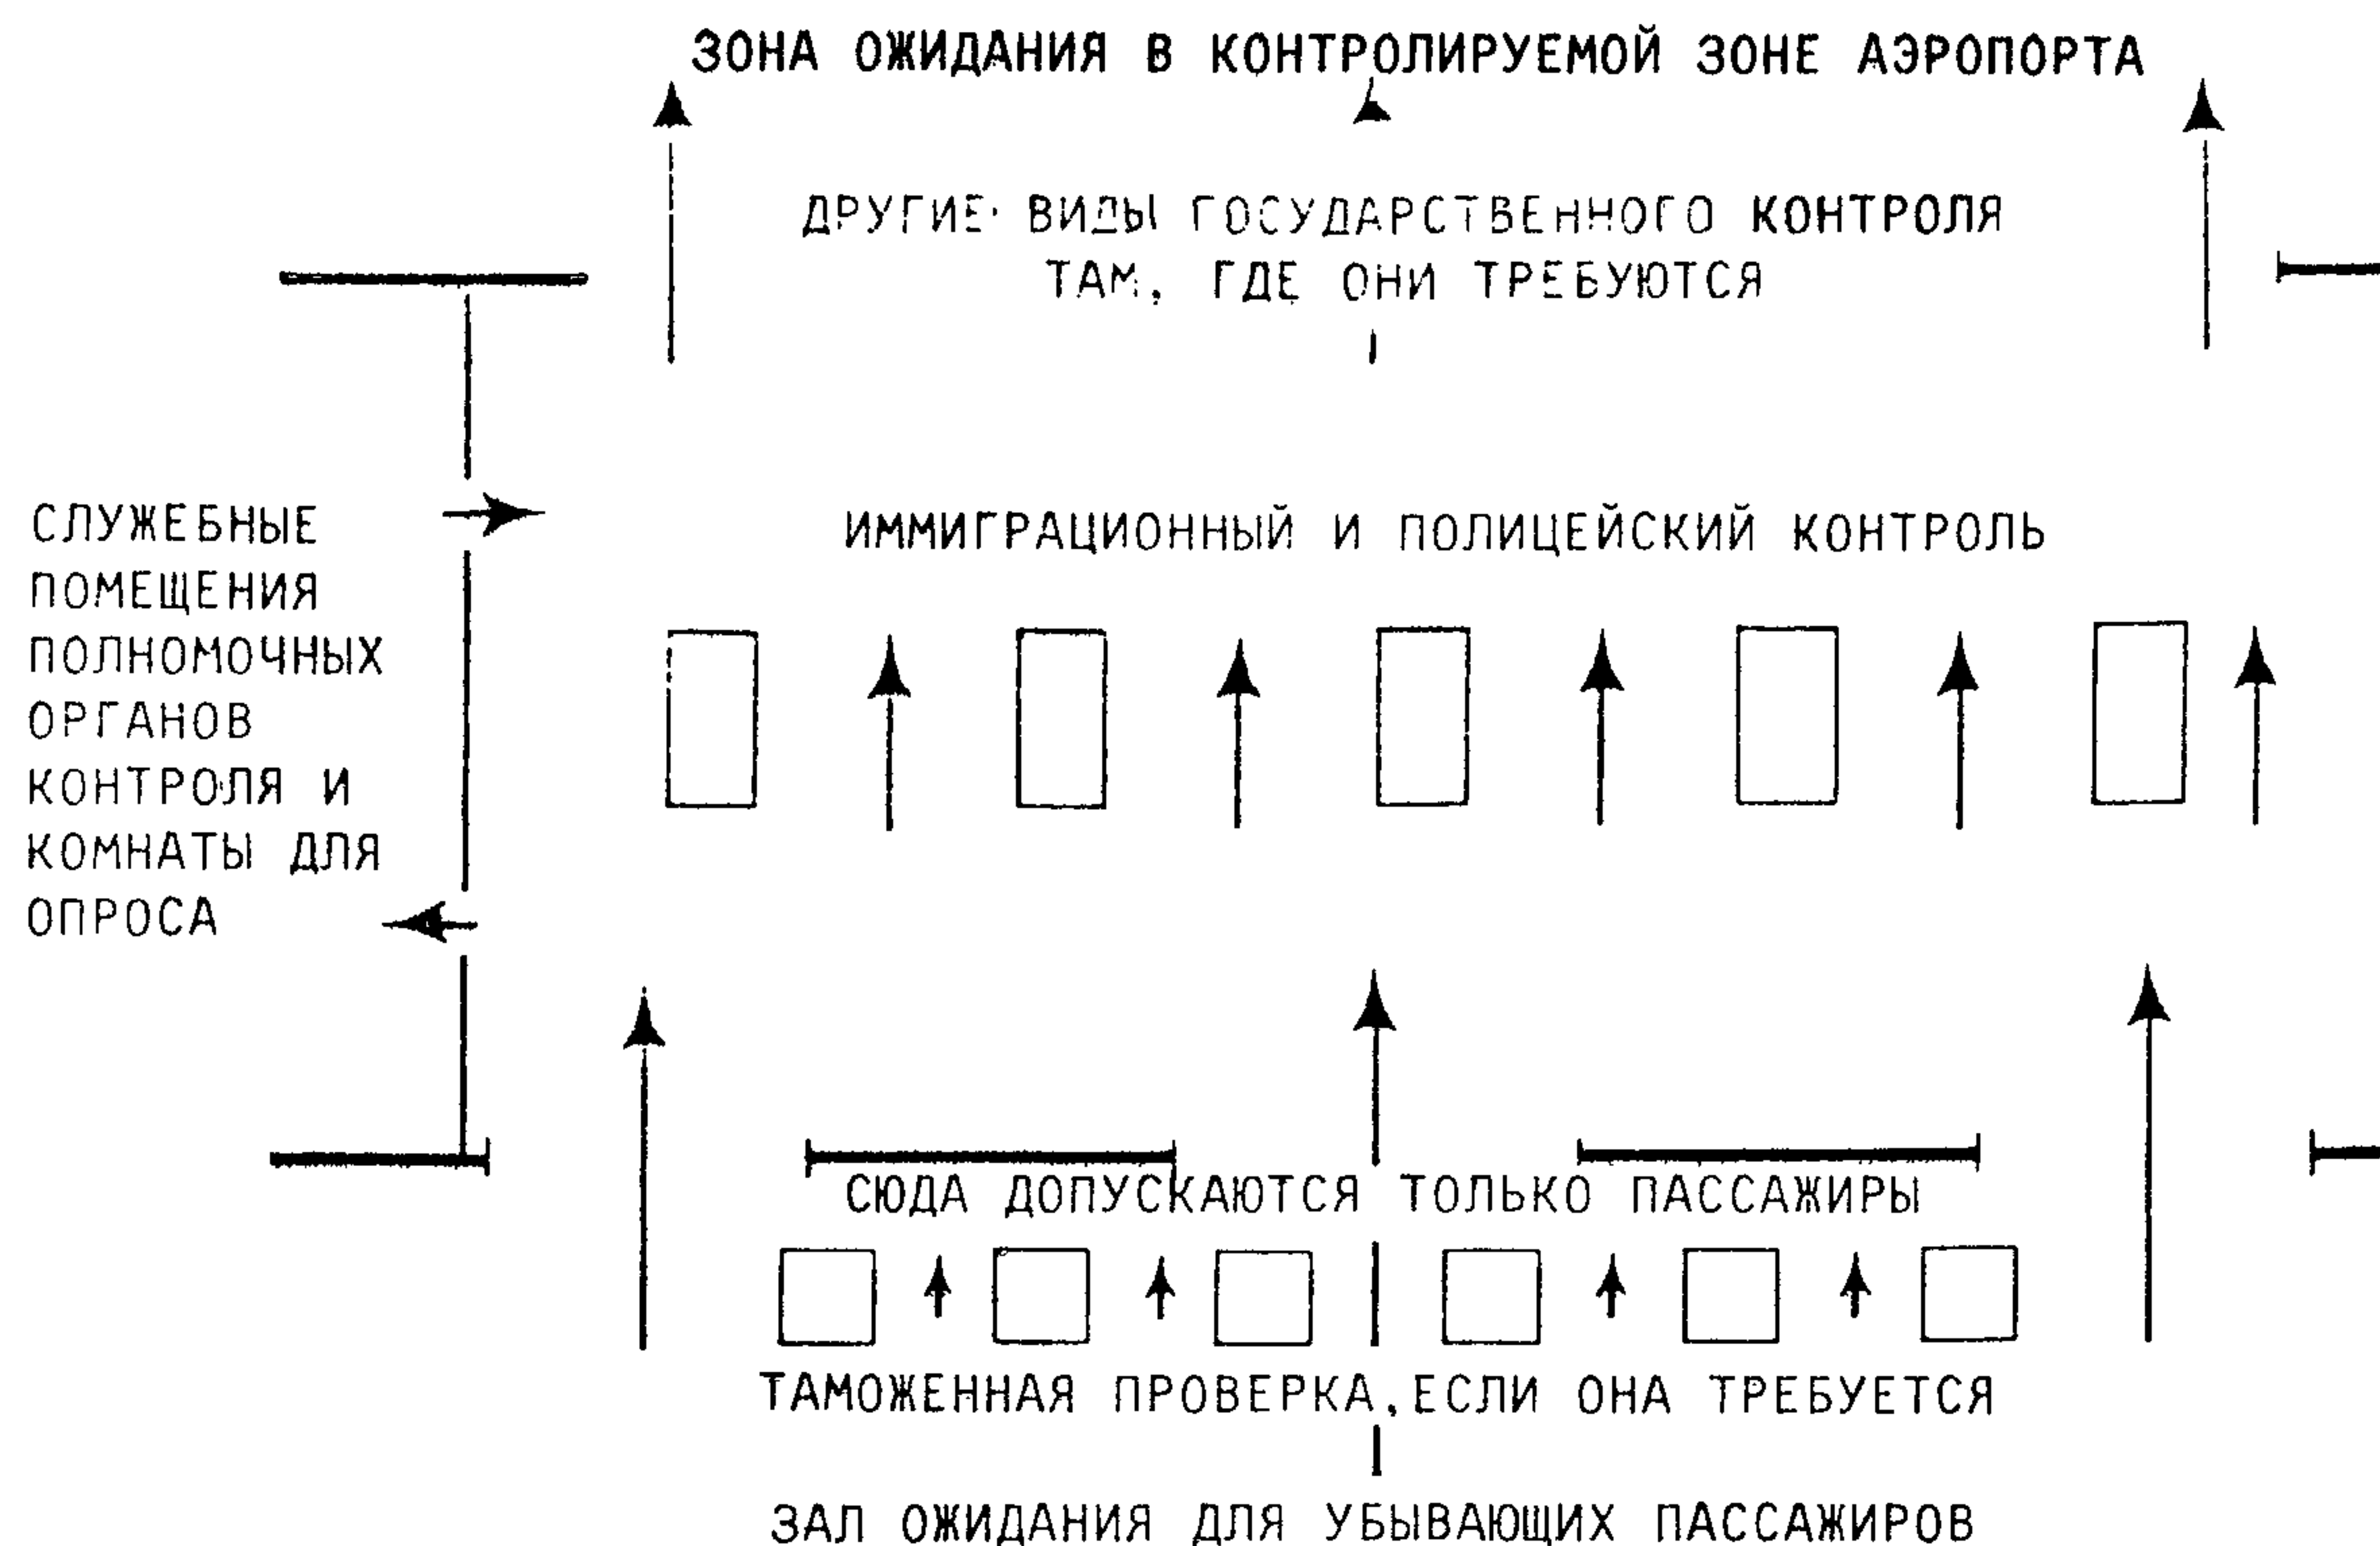 ЗОНА ОЖИДАНИЯ В КОНТРОЛИРУЕМОЙ ЗОНЕ АЭРОПОРТА
ДРУГИЕ ВИДЫ ГОСУДАРСТВЕННОГО КОНТРОЛЯ
ТАМ, ГДЕ ОНИ ТРЕБУЮТСЯ
СЛУЖЕБНЫЕ
ПОМЕЩЕНИЯ
ПОЛНОМОЧНЫХ
ОРГАНОВ
КОНТРОЛЯ И
КОМНАТЫ ДЛЯ
ОПРОСА
ИММИГРАЦИОННЫЙ И ПОЛИЦЕЙСКИЙ КОНТРОЛЬ
СЮДА ДОПУСКАЮТСЯ ТОЛЬКО ПАССАЖИРЫ
ТАМОЖЕННАЯ ПРОВЕРКА, ЕСЛИ ОНА ТРЕБУЕТСЯ
ЗАЛ ОЖИДАНИЯ ДЛЯ УБЫВАЮЩИХ ПАССАЖИРОВ